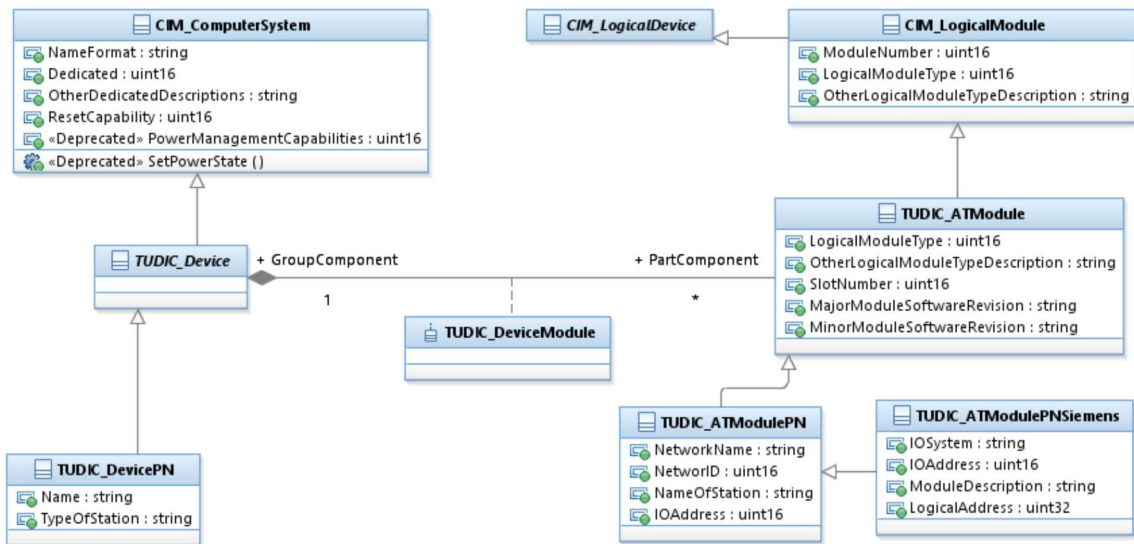 CIM_ComputerSystem
NameFormat : string
Dedicated : uint16
OtherDedicatedDescriptions : string
ResetCapability : uint16
«Deprecated» PowerManagementCapabilities : uint16
«Deprecated» SetPowerState ( )
CIM_LogicalDevice
CIM_LogicalModule
ModuleNumber : uint16
LogicalModuleType : uint16
OtherLogicalModuleTypeDescription : string
TUDIC_Device
+ GroupComponent
1
+ PartComponent
*
TUDIC_DeviceModule
TUDIC_ATModule
LogicalModuleType : uint16
OtherLogicalModuleTypeDescription : string
SlotNumber : uint16
MajorModuleSoftwareRevision : string
MinorModuleSoftwareRevision : string
TUDIC_DevicePN
Name : string
TypeOfStation : string
TUDIC_ATModulePN
NetworkName : string
NetworID : uint16
NameOfStation : string
IOAddress : uint16
TUDIC_ATModulePNSiemens
IOSystem : string
IOAddress : uint16
ModuleDescription : string
LogicalAddress : uint32